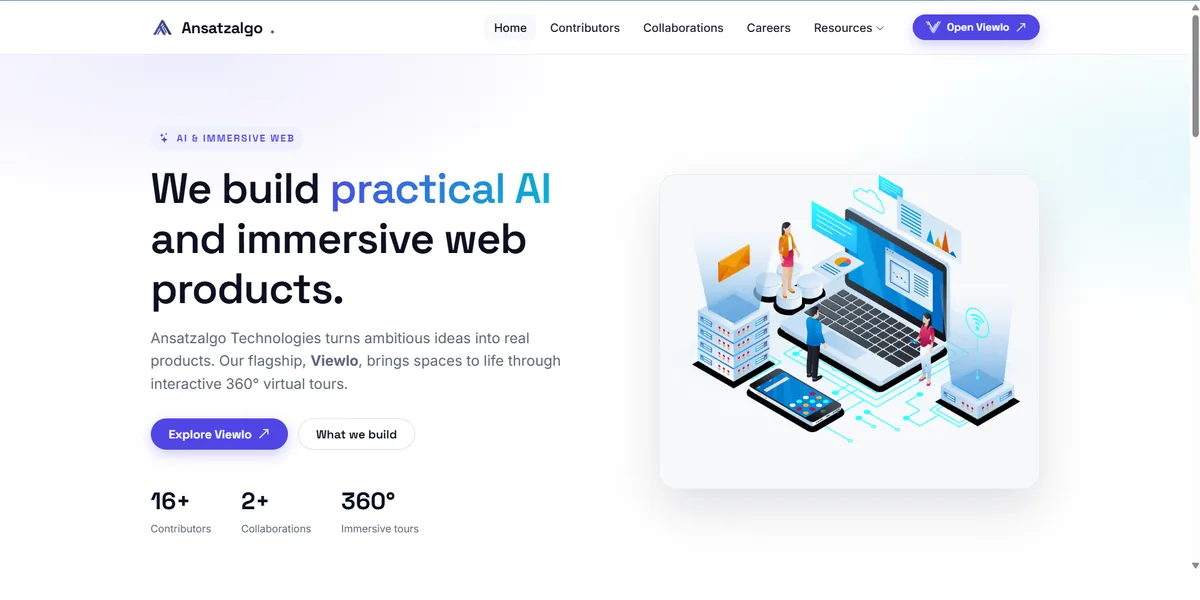 Ansatzalgo .
Home
Contributors
Collaborations
Careers
Resources
Open Viewlo
AI & IMMERSIVE WEB
We build practical AI
and immersive web
products.
Ansatzalgo Technologies turns ambitious ideas into real
products. Our flagship, Viewlo, brings spaces to life through
interactive 360° virtual tours.
Explore Viewlo
What we build
16+
Contributors
2+
Collaborations
360°
Immersive tours